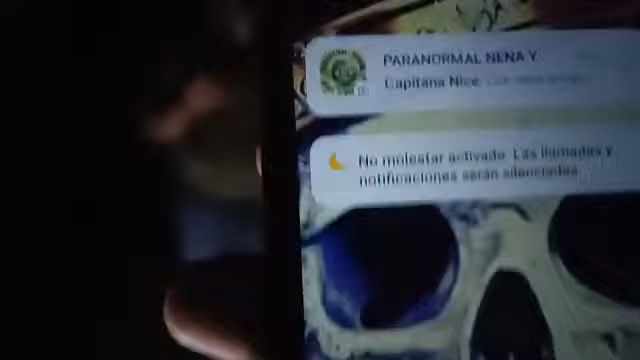 PARANORMAL NENA Y
Capitana Nice
No molestar activado. Las llamadas y
notificaciones serán silenciadas